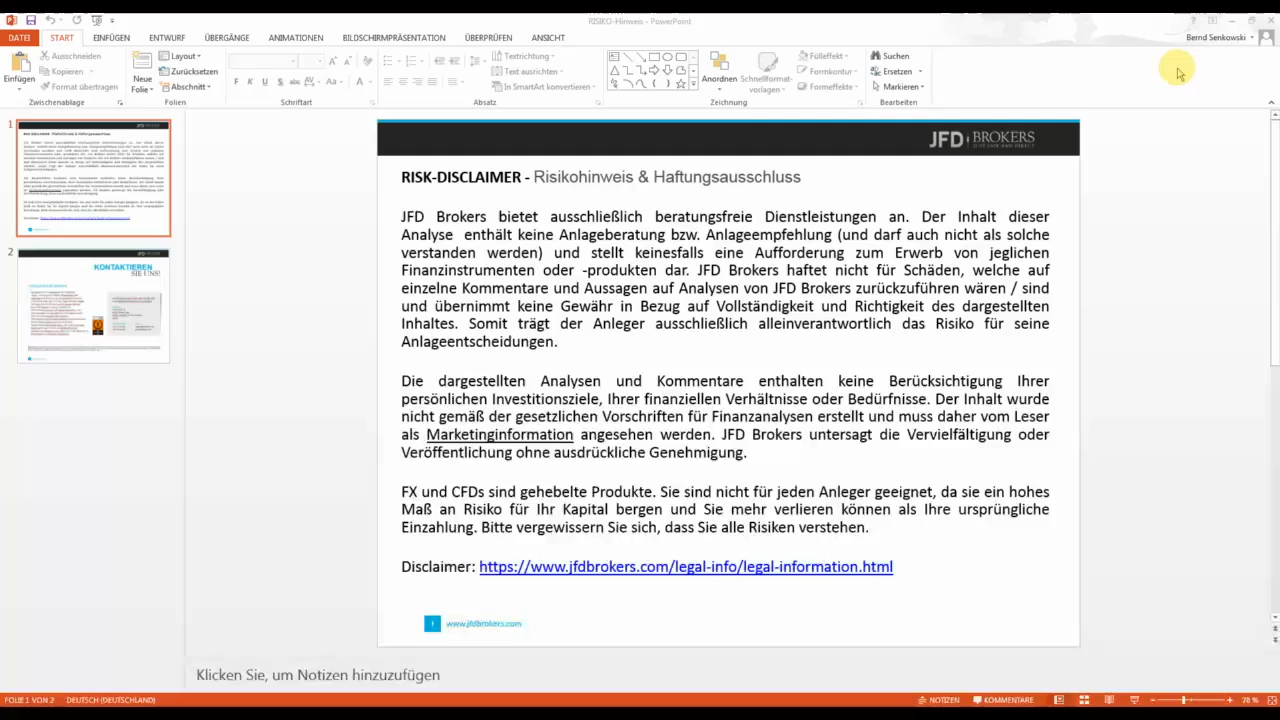 RISIKO-Hinweis - PowerPoint
DATEI START EINFÜGEN ENTWURF ÜBERGÄNGE ANIMATIONEN BILDSCHIRMPRÄSENTATION ÜBERPRÜFEN ANSICHT Bernd Senkowski
Einfügen Ausschneiden Kopieren Format übertragen
Neue Folie Layout Zurücksetzen Abschnitt
F K U S
Textrichtung Text ausrichten In SmartArt konvertieren
Anordnen Schnellformat-vorlagen Fülleffekt Formkontur Formeffekte
Suchen Ersetzen Markieren
Zwischenablage Folien Schriftart Absatz Zeichnung Bearbeiten
1
2
KONTAKTIEREN
SIE UNS!
JFD BROKERS
RISK-DISCLAIMER - Risikohinweis & Haftungsausschuss
JFD Brokers bietet ausschließlich beratungsfreie Dienstleistungen an. Der Inhalt dieser
Analyse enthält keine Anlageberatung bzw. Anlageempfehlung (und darf auch nicht als solche
verstanden werden) und stellt keinesfalls eine Aufforderung zum Erwerb von jeglichen
Finanzinstrumenten oder -produkten dar. JFD Brokers haftet nicht für Schäden, welche auf
einzelne Kommentare und Aussagen auf Analysen von JFD Brokers zurückzuführen wären / sind
und übernimmt keine Gewähr in Bezug auf Vollständigkeit und Richtigkeit des dargestellten
Inhaltes. Somit trägt der Anleger ausschließlich alleinverantwortlich das Risiko für seine
Anlageentscheidungen.
Die dargestellten Analysen und Kommentare enthalten keine Berücksichtigung Ihrer
persönlichen Investitionsziele, Ihrer finanziellen Verhältnisse oder Bedürfnisse. Der Inhalt wurde
nicht gemäß der gesetzlichen Vorschriften für Finanzanalysen erstellt und muss daher vom Leser
als Marketinginformation angesehen werden. JFD Brokers untersagt die Vervielfältigung oder
Veröffentlichung ohne ausdrückliche Genehmigung.
FX und CFDs sind gehebelte Produkte. Sie sind nicht für jeden Anleger geeignet, da sie ein hohes
Maß an Risiko für Ihr Kapital bergen und Sie mehr verlieren können als Ihre ursprüngliche
Einzahlung. Bitte vergewissern Sie sich, dass Sie alle Risiken verstehen.
Disclaimer: https://www.jfdbrokers.com/legal-info/legal-information.html
www.jfdbrokers.com
Klicken Sie, um Notizen hinzuzufügen
FOLIE 1 VON 2 DEUTSCH (DEUTSCHLAND) NOTIZEN KOMMENTARE 78 %